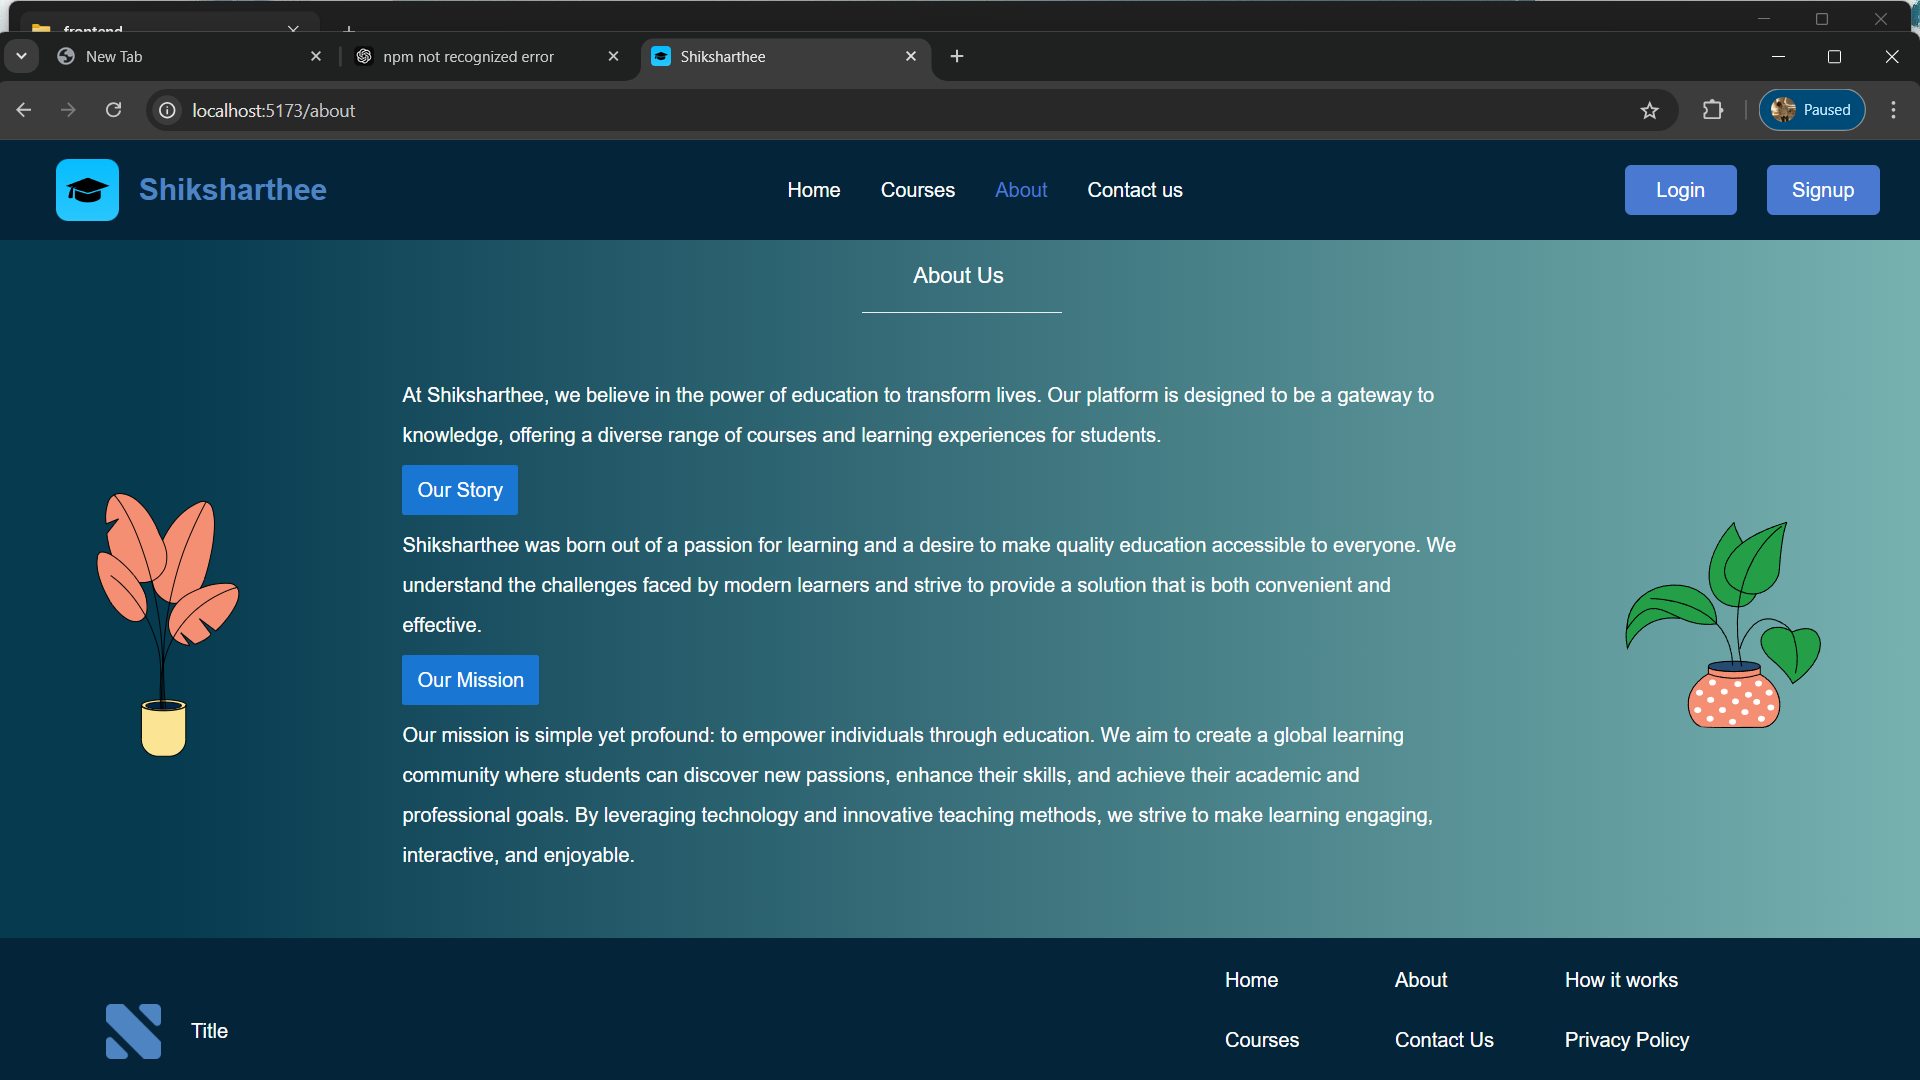 frontend
New Tab
npm not recognized error
Shiksharthee
localhost:5173/about
Paused
Shiksharthee
Home
Courses
About
Contact us
Login
Signup
About Us
At Shiksharthee, we believe in the power of education to transform lives. Our platform is designed to be a gateway to
knowledge, offering a diverse range of courses and learning experiences for students.
Our Story
Shiksharthee was born out of a passion for learning and a desire to make quality education accessible to everyone. We
understand the challenges faced by modern learners and strive to provide a solution that is both convenient and
effective.
Our Mission
Our mission is simple yet profound: to empower individuals through education. We aim to create a global learning
community where students can discover new passions, enhance their skills, and achieve their academic and
professional goals. By leveraging technology and innovative teaching methods, we strive to make learning engaging,
interactive, and enjoyable.
Title
Home
About
How it works
Courses
Contact Us
Privacy Policy